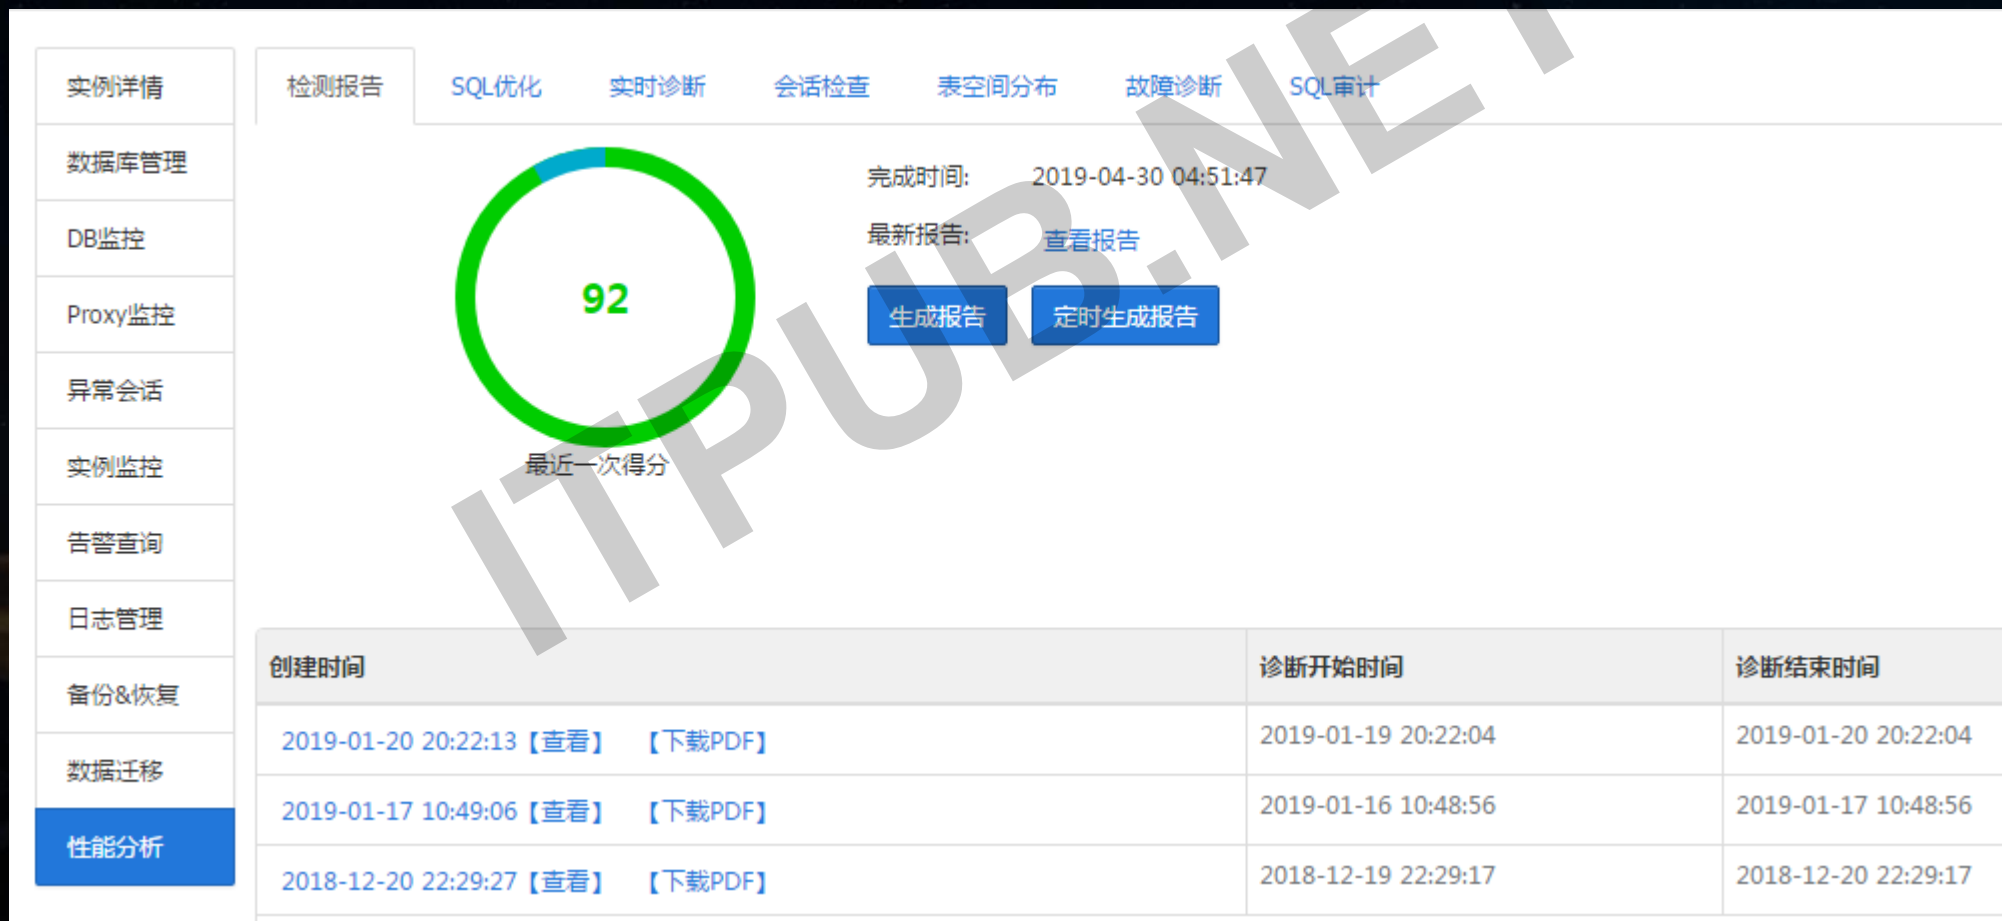 实例详情
数据库管理
DB监控
Proxy监控
异常会话
实例监控
告警查询
日志管理
备份&恢复
数据迁移
性能分析
检测报告 SQL优化 实时诊断 会话检查 表空间分布 故障诊断 SQL审计
92
最近一次得分
完成时间: 2019-04-30 04:51:47
最新报告: 查看报告
生成报告 定时生成报告
创建时间 诊断开始时间 诊断结束时间
2019-01-20 20:22:13【查看】 【下载PDF】 2019-01-19 20:22:04 2019-01-20 20:22:04
2019-01-17 10:49:06【查看】 【下载PDF】 2019-01-16 10:48:56 2019-01-17 10:48:56
2018-12-20 22:29:27【查看】 【下载PDF】 2018-12-19 22:29:17 2018-12-20 22:29:17
ITPUB.NET